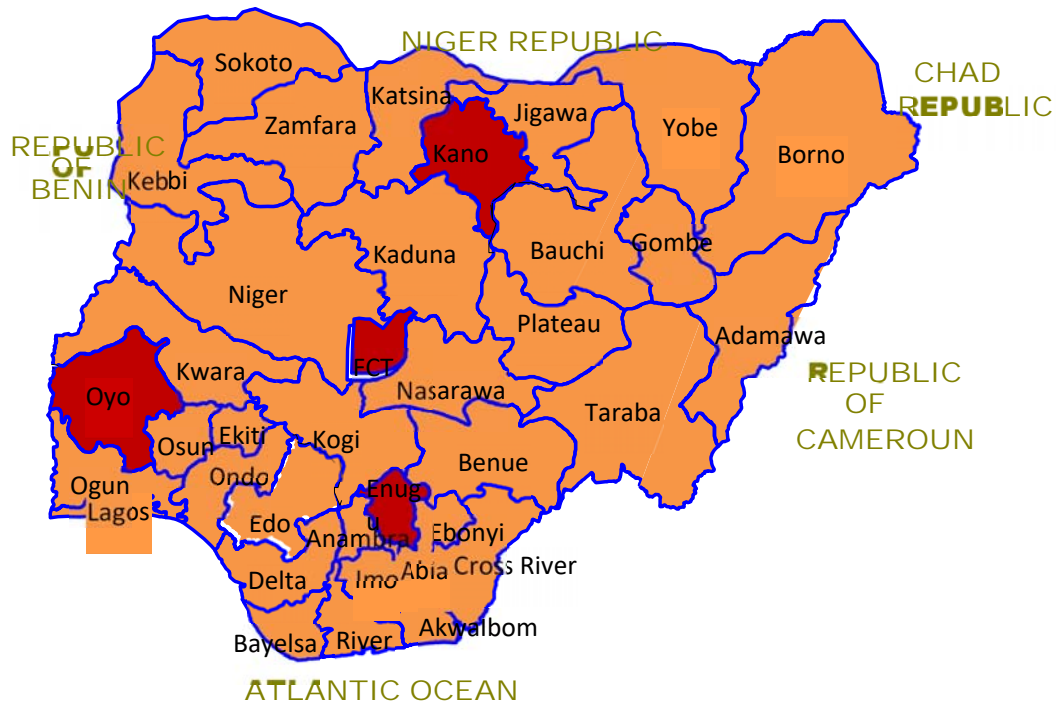 NIGER REPUBLIC
Sokoto
CHAD
REPUBLIC
Katsina
Jigawa
Zamfara
Yobe
Kano
Borno
REPUBLIC
OF
BENIN
Kebbi
Kaduna
Bauchi
Gombe
Niger
Plateau
Adamawa
FCT
Kwara
Nasarawa
REPUBLIC
OF
CAMEROUN
Oyo
Taraba
Osun
Ekiti
Kogi
Benue
Ogun
Ondo
Enug
u
Lagos
Edo
Anambra
Ebonyi
Delta
Imo
Abia
Cross River
Bayelsa
River
Akwalbom
ATLANTIC OCEAN